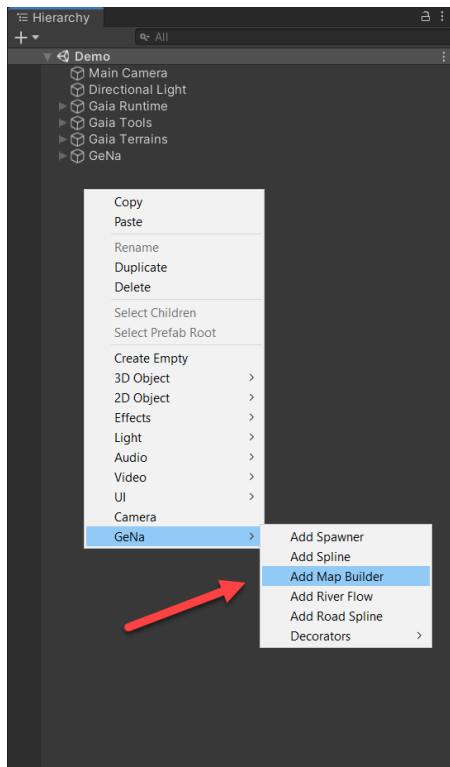 Hierarchy
All
Demo
Main Camera
Directional Light
Gaia Runtime
Gaia Tools
Gaia Terrains
GeNa
Copy
Paste
Rename
Duplicate
Delete
Select Children
Select Prefab Root
Create Empty
3D Object
2D Object
Effects
Light
Audio
Video
UI
Camera
GeNa
Add Spawner
Add Spline
Add Map Builder
Add River Flow
Add Road Spline
Decorators